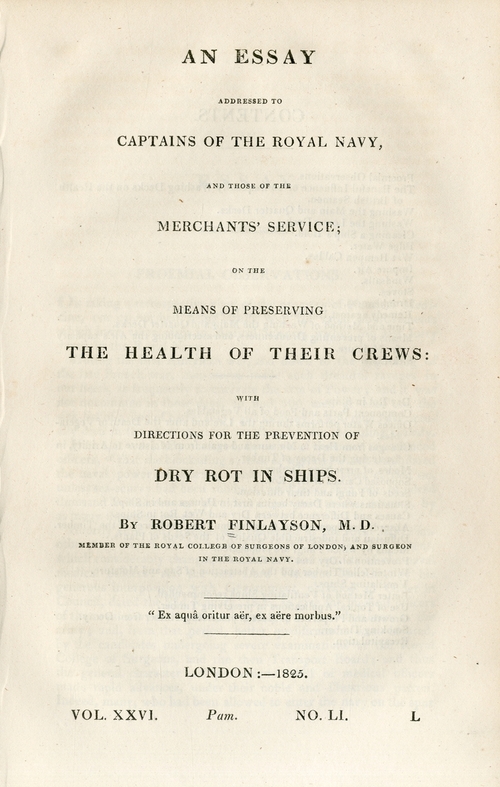 AN ESSAY
ADDRESSED TO
CAPTAINS OF THE ROYAL NAVY,
AND THOSE OF THE
MERCHANTS' SERVICE;
ON THE
MEANS OF PRESERVING
THE HEALTH OF THEIR CREWS:
WITH
DIRECTIONS FOR THE PREVENTION OF
DRY ROT IN SHIPS.
BY ROBERT FINLAYSON, M. D.
MEMBER OF THE ROYAL COLLEGE OF SURGEONS OF LONDON; AND SURGEON
IN THE ROYAL NAVY.
“ Ex aquâ oritur aër, ex aëre morbus.”
LONDON:—1825.
VOL. XXVI. Pam. NO. LI. L